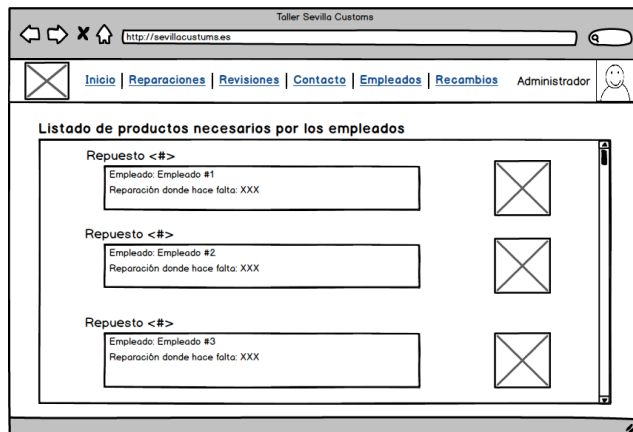 Taller Sevilla Customs
http://sevillacustums.es
Inicio | Reparaciones | Revisiones | Contacto | Empleados | Recambios Administrador
Listado de productos necesarios por los empleados
Repuesto <#>
Empleado: Empleado #1
Reparación donde hace falta: XXX
Repuesto <#>
Empleado: Empleado #2
Reparación donde hace falta: XXX
Repuesto <#>
Empleado: Empleado #3
Reparación donde hace falta: XXX